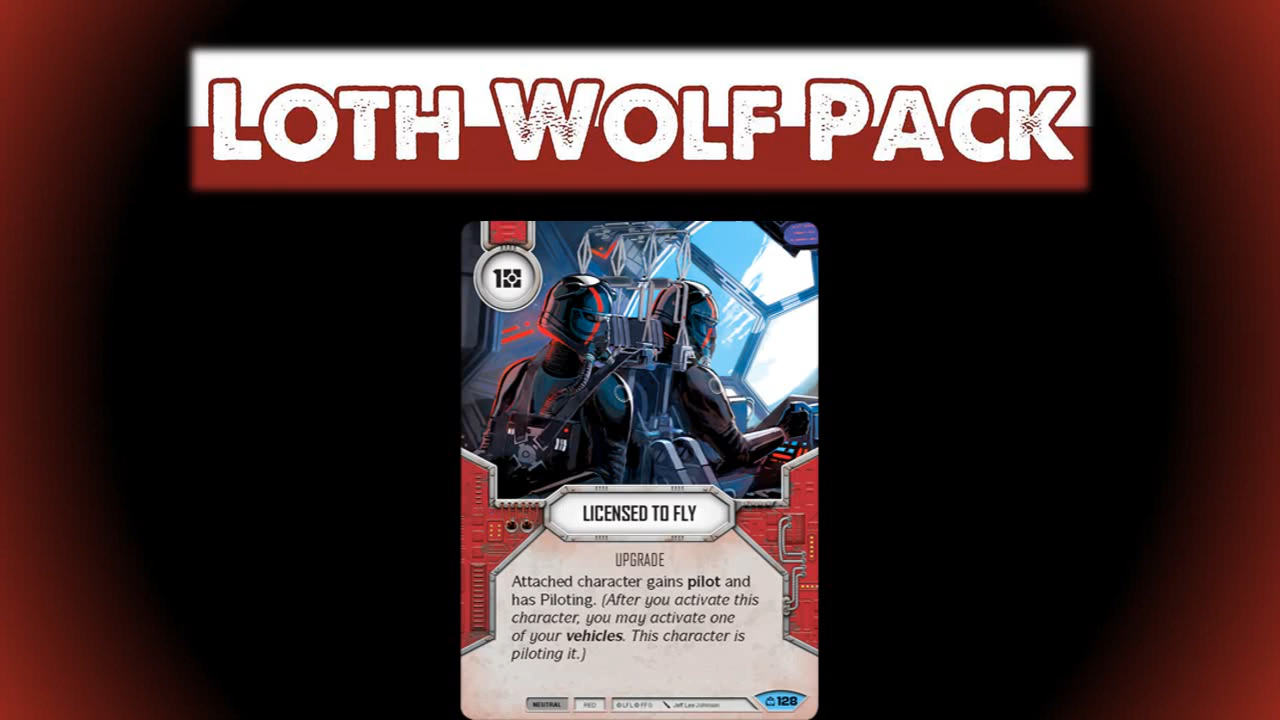 LOTH WOLF PACK
1
LICENSED TO FLY
UPGRADE
Attached character gains pilot and
has Piloting. (After you activate this
character, you may activate one
of your vehicles. This character is
piloting it.)
NEUTRAL RED ©LFL ©FFG Jeff Lee Johnson 128